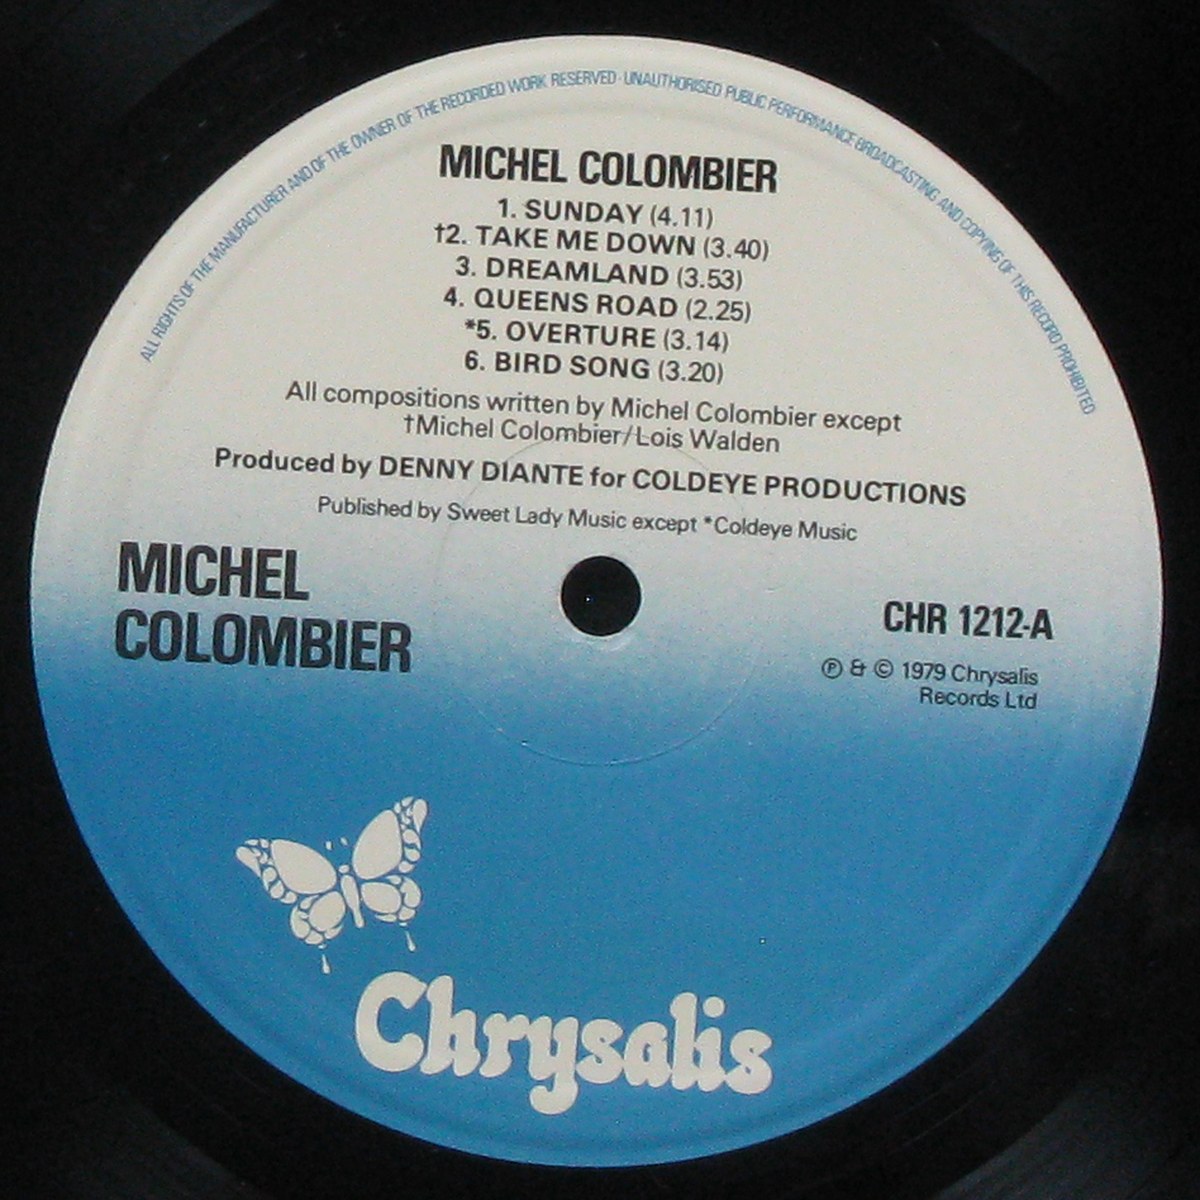 ALL RIGHTS OF THE MANUFACTURER AND OF THE OWNER OF THE RECORDED WORK RESERVED · UNAUTHORISED PUBLIC PERFORMANCE BROADCASTING AND COPYING OF THIS RECORD PROHIBITED
MICHEL COLOMBIER
1. SUNDAY (4.11)
†2. TAKE ME DOWN (3.40)
3. DREAMLAND (3.53)
4. QUEENS ROAD (2.25)
*5. OVERTURE (3.14)
6. BIRD SONG (3.20)
All compositions written by Michel Colombier except
†Michel Colombier/Lois Walden
Produced by DENNY DIANTE for COLDEYE PRODUCTIONS
Published by Sweet Lady Music except *Coldeye Music
MICHEL
COLOMBIER
CHR 1212-A
℗ & © 1979 Chrysalis
Records Ltd
Chrysalis